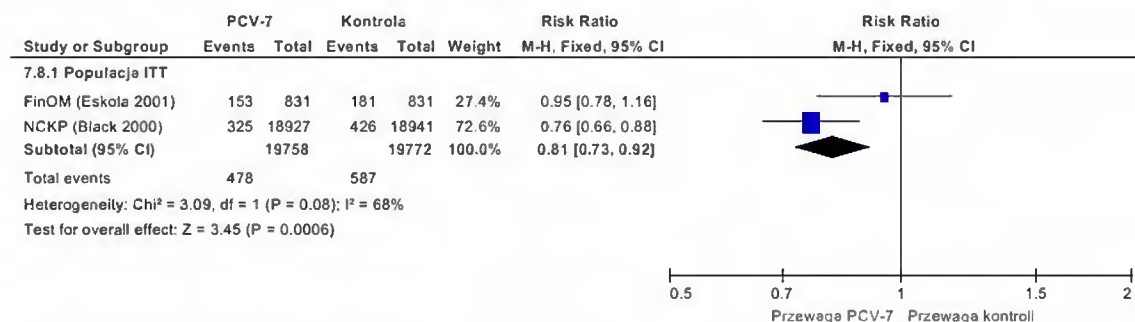 PCV-7 Kontrola Risk Ratio Risk Ratio
Study or Subgroup Events Total Events Total Weight M-H, Fixed, 95% CI M-H, Fixed, 95% CI
7.8.1 Populacja ITT
FinOM (Eskola 2001) 153 831 181 831 27.4% 0.95 [0.78, 1.16]
NCKP (Black 2000) 325 18927 426 18941 72.6% 0.76 [0.66, 0.88]
Subtotal (95% CI) 19758 19772 100.0% 0.81 [0.73, 0.92]
Total events 478 587
Heterogeneity: Chi² = 3.09, df = 1 (P = 0.08); I² = 68%
Test for overall effect: Z = 3.45 (P = 0.0006)
0.5 0.7 1 1.5 2
Przewaga PCV-7 Przewaga kontroli